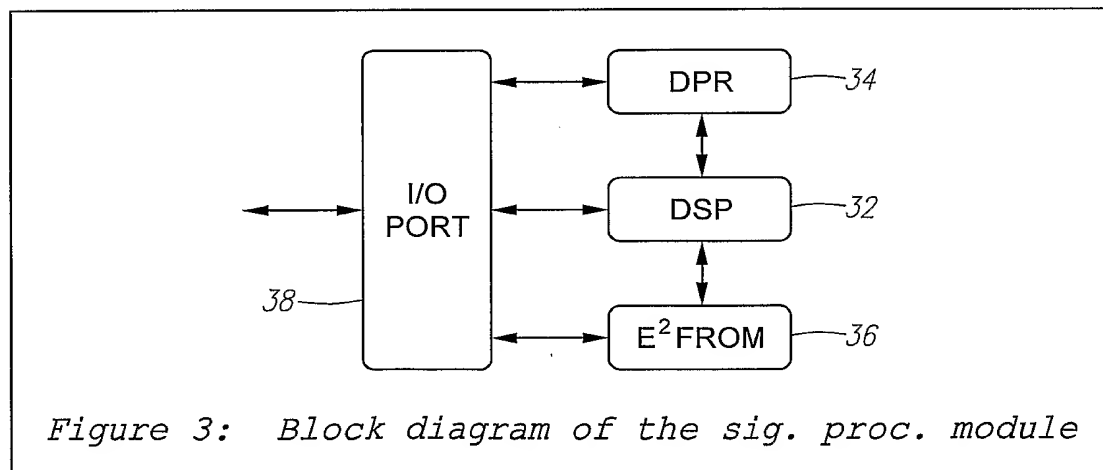 DPR
34
I/O
PORT
DSP
32
38
E²FROM
36
Figure 3: Block diagram of the sig. proc. module